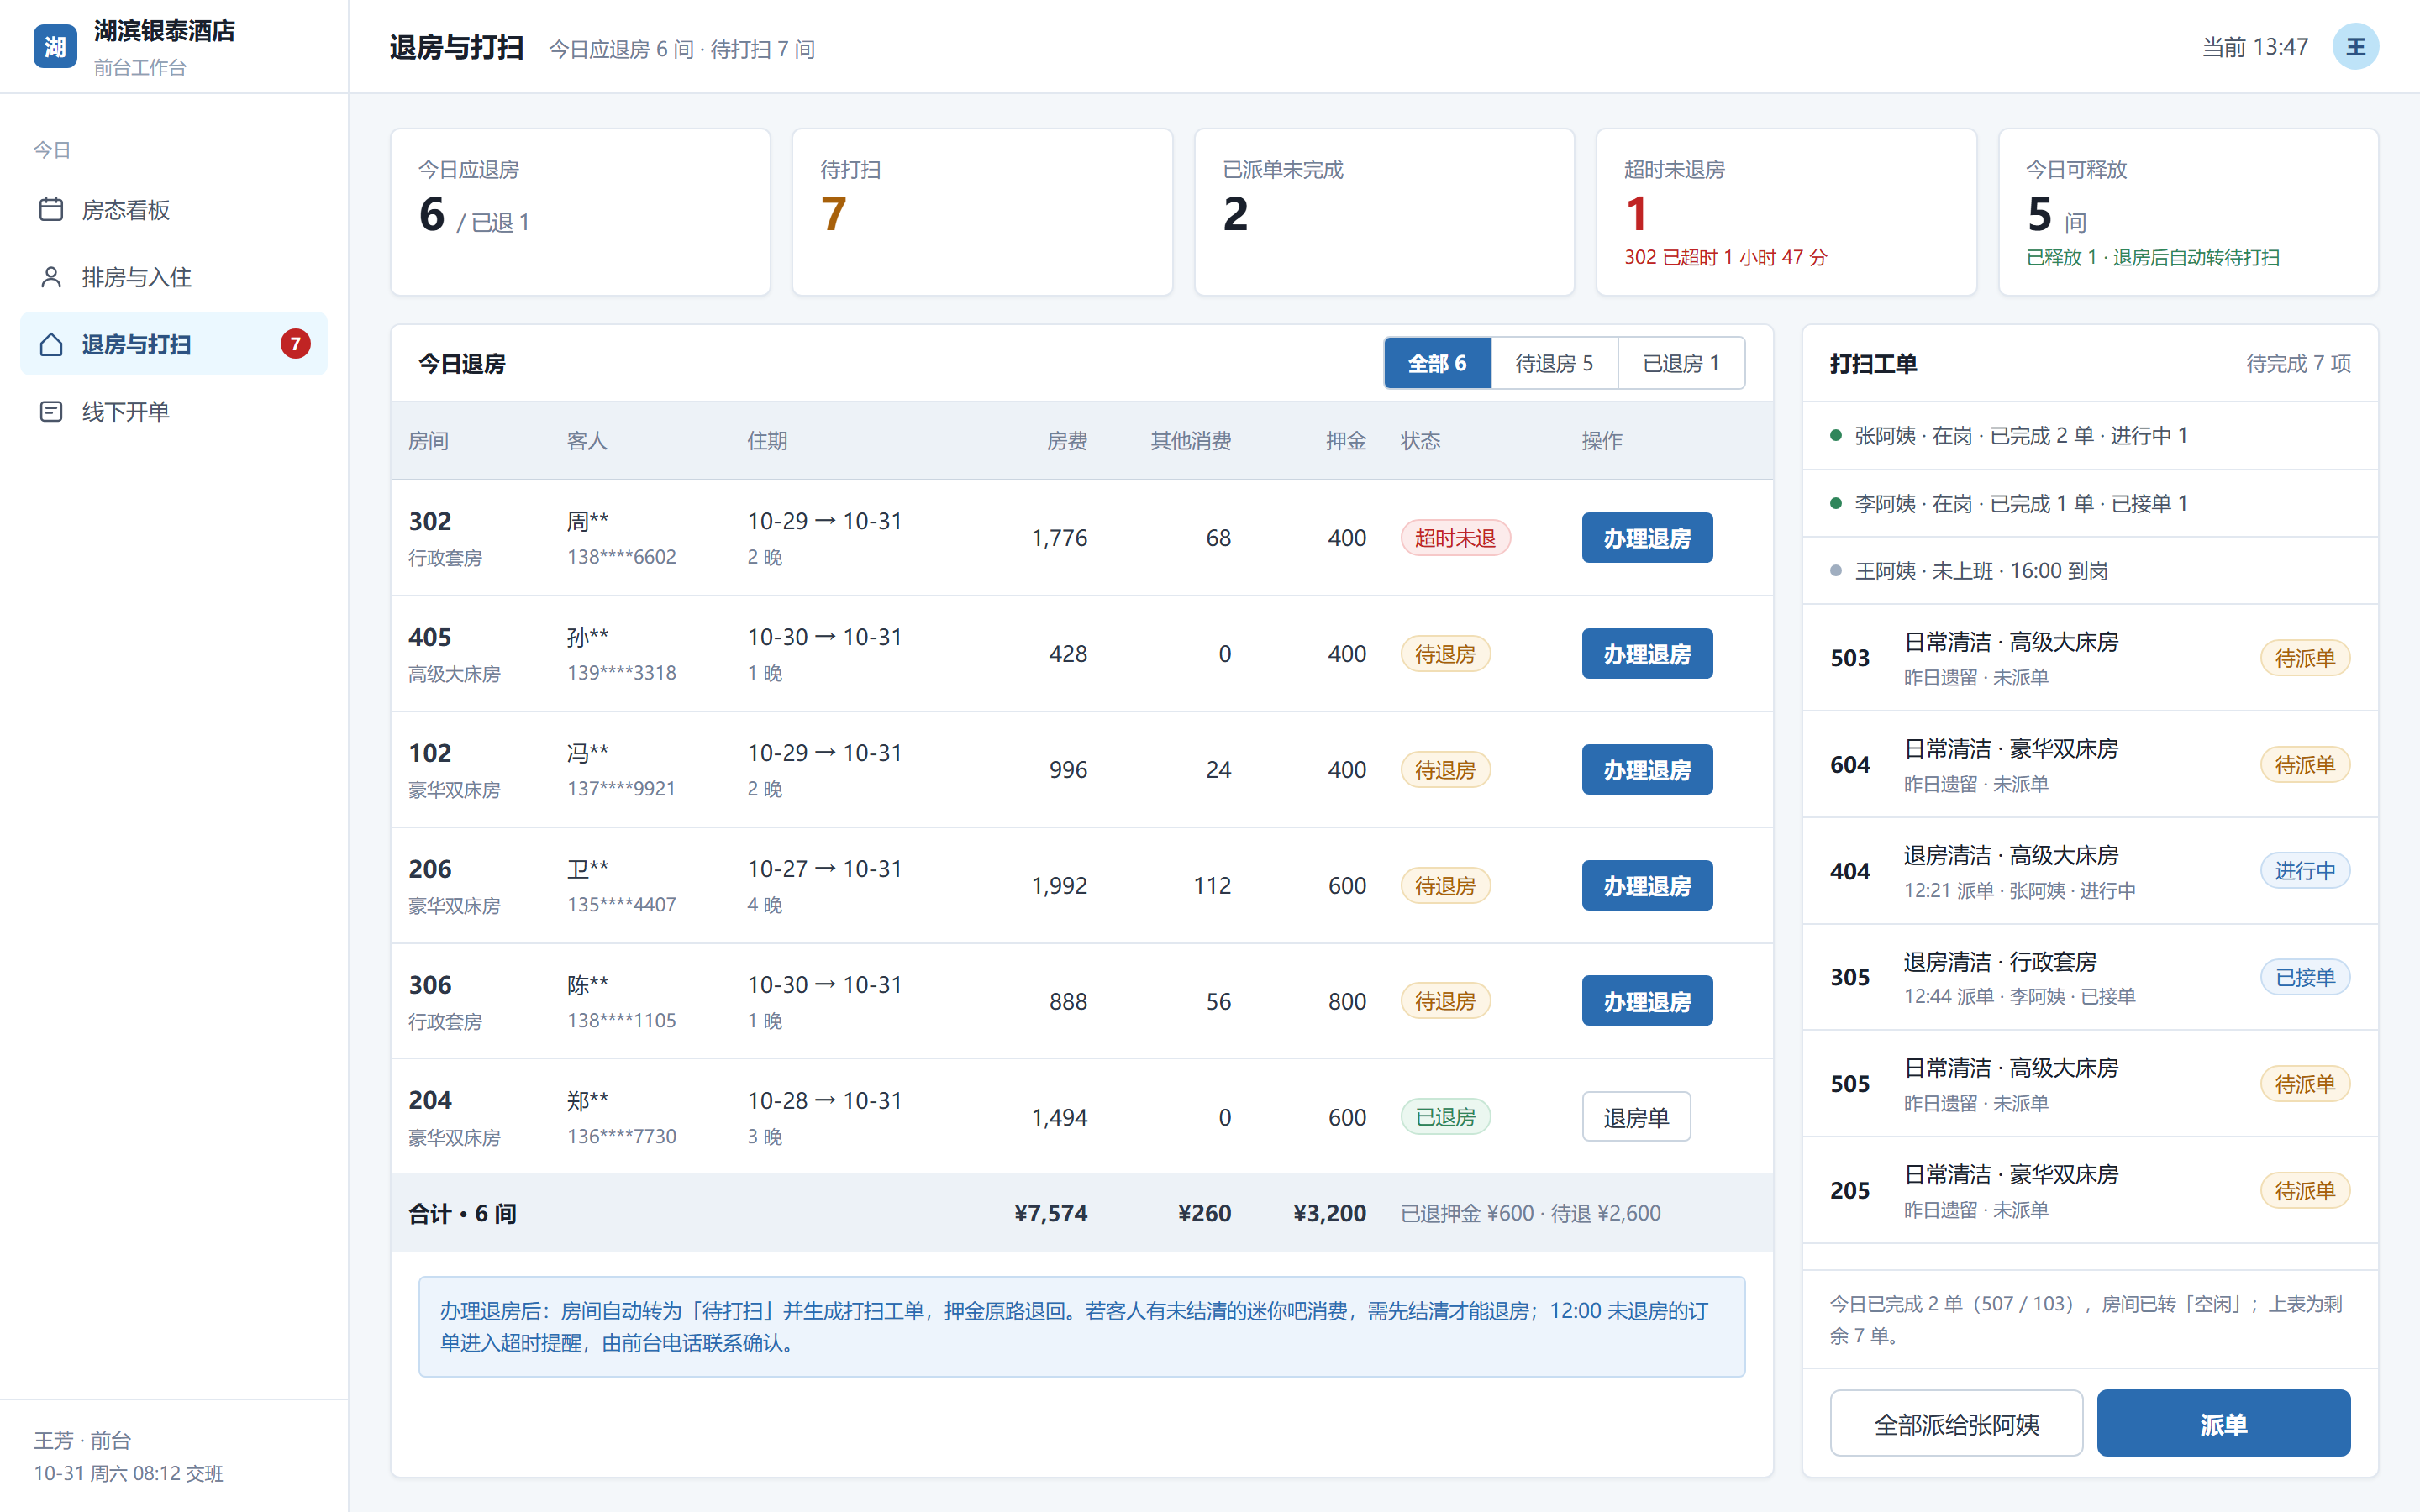 湖
湖滨银泰酒店
前台工作台
今日
房态看板
排房与入住
退房与打扫
7
线下开单
王芳 · 前台
10-31 周六 08:12 交班
退房与打扫
今日应退房 6 间 · 待打扫 7 间
当前 13:47
王
今日应退房
6 / 已退 1
待打扫
7
已派单未完成
2
超时未退房
1
302 已超时 1 小时 47 分
今日可释放
5 间
已释放 1 · 退房后自动转待打扫
今日退房
全部 6
待退房 5
已退房 1
房间 客人 住期 房费 其他消费 押金 状态 操作
302 周** 10-29 → 10-31 1,776 68 400 超时未退 办理退房
行政套房 138****6602 2 晚
405 孙** 10-30 → 10-31 428 0 400 待退房 办理退房
高级大床房 139****3318 1 晚
102 冯** 10-29 → 10-31 996 24 400 待退房 办理退房
豪华双床房 137****9921 2 晚
206 卫** 10-27 → 10-31 1,992 112 600 待退房 办理退房
豪华双床房 135****4407 4 晚
306 陈** 10-30 → 10-31 888 56 800 待退房 办理退房
行政套房 138****1105 1 晚
204 郑** 10-28 → 10-31 1,494 0 600 已退房 退房单
豪华双床房 136****7730 3 晚
合计 • 6 间 ¥7,574 ¥260 ¥3,200 已退押金 ¥600 · 待退 ¥2,600
办理退房后：房间自动转为「待打扫」并生成打扫工单，押金原路退回。若客人有未结清的迷你吧消费，需先结清才能退房；12:00 未退房的订
单进入超时提醒，由前台电话联系确认。
打扫工单
待完成 7 项
张阿姨 · 在岗 · 已完成 2 单 · 进行中 1
李阿姨 · 在岗 · 已完成 1 单 · 已接单 1
王阿姨 · 未上班 · 16:00 到岗
503 日常清洁 · 高级大床房 待派单
昨日遗留 · 未派单
604 日常清洁 · 豪华双床房 待派单
昨日遗留 · 未派单
404 退房清洁 · 高级大床房 进行中
12:21 派单 · 张阿姨 · 进行中
305 退房清洁 · 行政套房 已接单
12:44 派单 · 李阿姨 · 已接单
505 日常清洁 · 高级大床房 待派单
昨日遗留 · 未派单
205 日常清洁 · 豪华双床房 待派单
昨日遗留 · 未派单
今日已完成 2 单（507 / 103），房间已转「空闲」；上表为剩
余 7 单。
全部派给张阿姨
派单